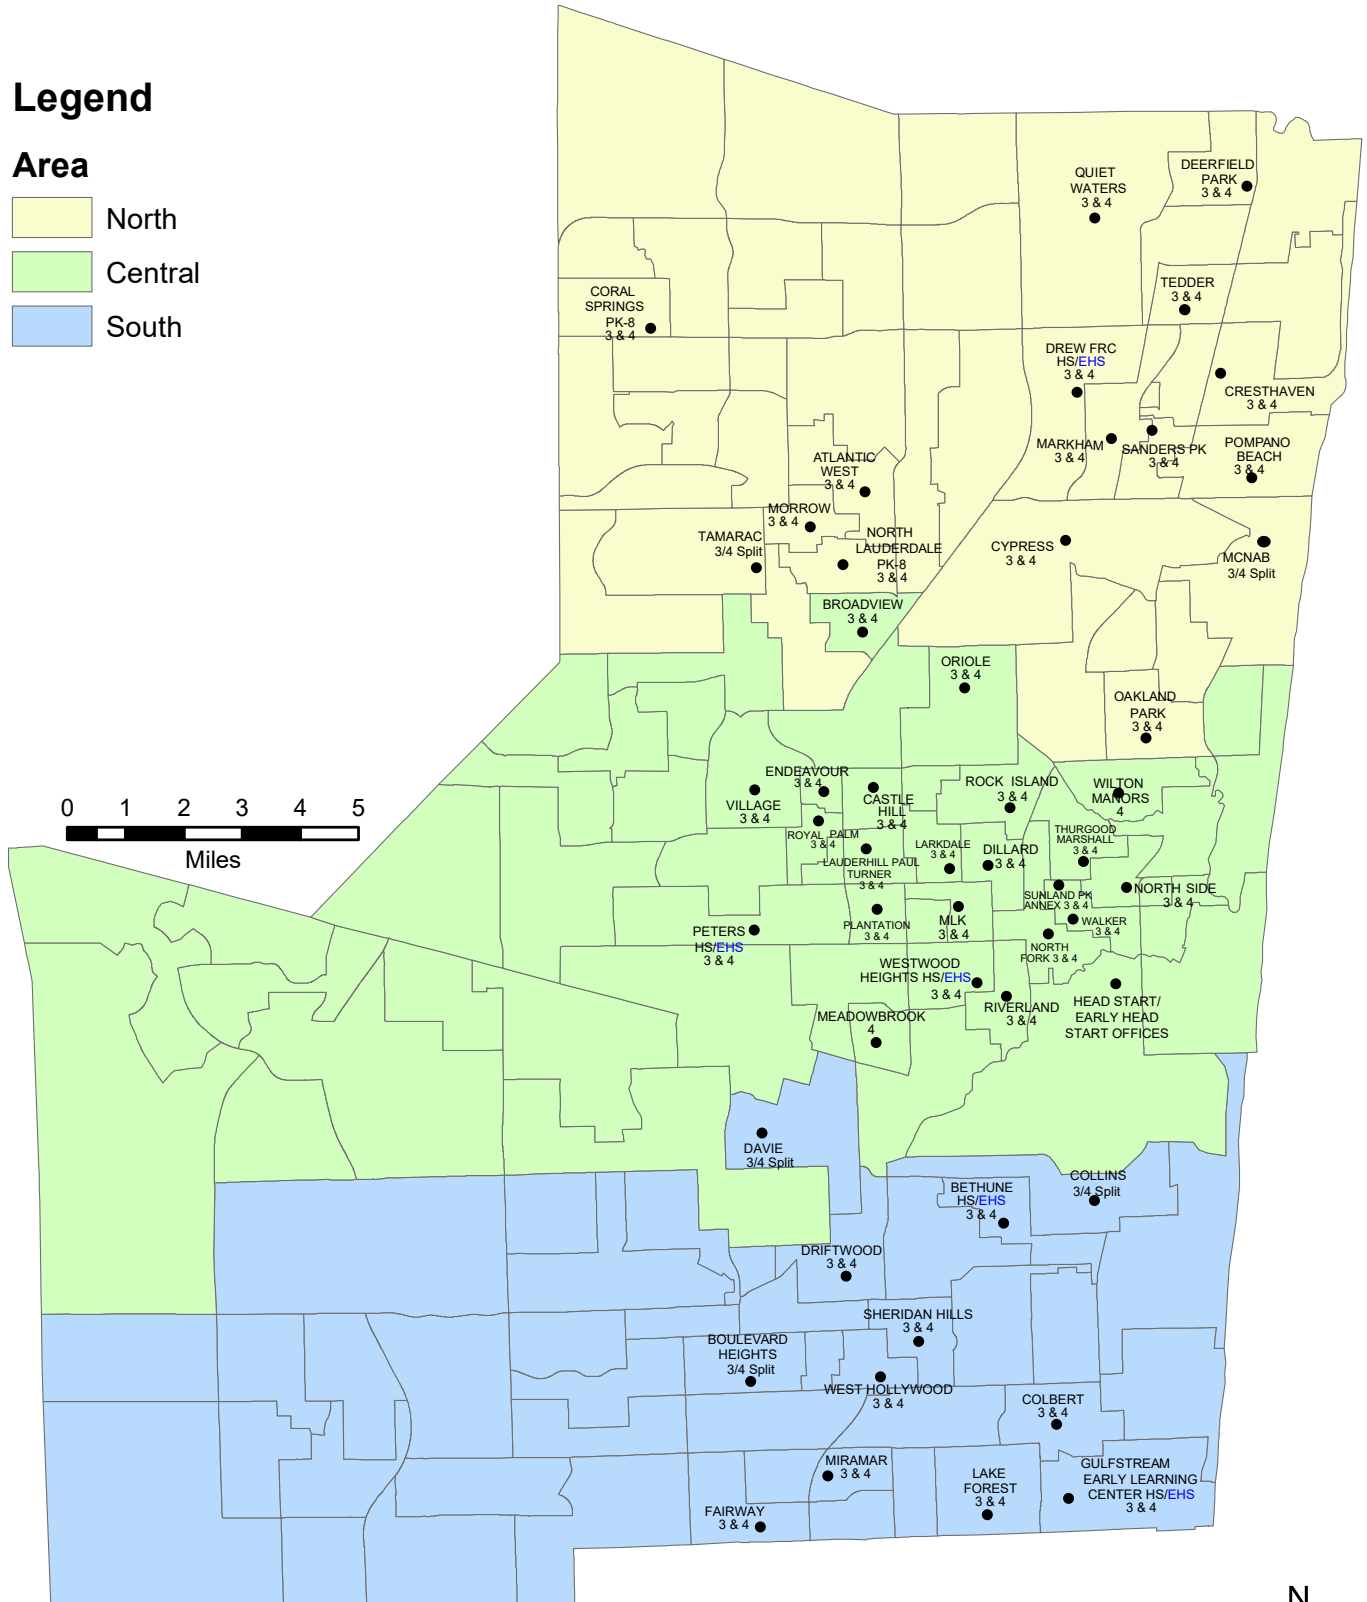 Legend
Area
North
Central
South
0 1 2 3 4 5
Miles
QUIET
WATERS
3 & 4
DEERFIELD
PARK
3 & 4
CORAL
SPRINGS
PK-8
3 & 4
TEDDER
3 & 4
DREW FRC
HS/EHS
3 & 4
CRESTHAVEN
3 & 4
MARKHAM
3 & 4
SANDERS PK
3 & 4
POMPANO
BEACH
3 & 4
ATLANTIC
WEST
3 & 4
MORROW
3 & 4
TAMARAC
3/4 Split
NORTH
LAUDERDALE
PK-8
3 & 4
CYPRESS
3 & 4
MCNAB
3/4 Split
BROADVIEW
3 & 4
ORIOLE
3 & 4
OAKLAND
PARK
3 & 4
ENDEAVOUR
3 & 4
VILLAGE
3 & 4
CASTLE
HILL
3 & 4
ROCK ISLAND
3 & 4
WILTON
MANORS
4
ROYAL PALM
3 & 4
LAUDERHILL PAUL
TURNER
3 & 4
LARKDALE
3 & 4
DILLARD
3 & 4
THURGOOD
MARSHALL
3 & 4
SUNLAND PK
ANNEX 3 & 4
NORTH SIDE
3 & 4
PLANTATION
3 & 4
MLK
3 & 4
WALKER
3 & 4
NORTH
FORK 3 & 4
PETERS
HS/EHS
3 & 4
WESTWOOD
HEIGHTS HS/EHS
3 & 4
RIVERLAND
3 & 4
HEAD START/
EARLY HEAD
START OFFICES
MEADOWBROOK
4
DAVIE
3/4 Split
BETHUNE
HS/EHS
3 & 4
COLLINS
3/4 Split
DRIFTWOOD
3 & 4
SHERIDAN HILLS
3 & 4
BOULEVARD
HEIGHTS
3/4 Split
WEST HOLLYWOOD
3 & 4
COLBERT
3 & 4
MIRAMAR
3 & 4
LAKE
FOREST
3 & 4
GULFSTREAM
EARLY LEARNING
CENTER HS/EHS
3 & 4
FAIRWAY
3 & 4
N